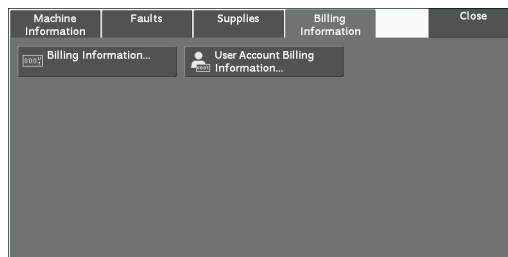 Machine Information
Faults
Supplies
Billing Information
Close
Billing Information...
User Account Billing Information...